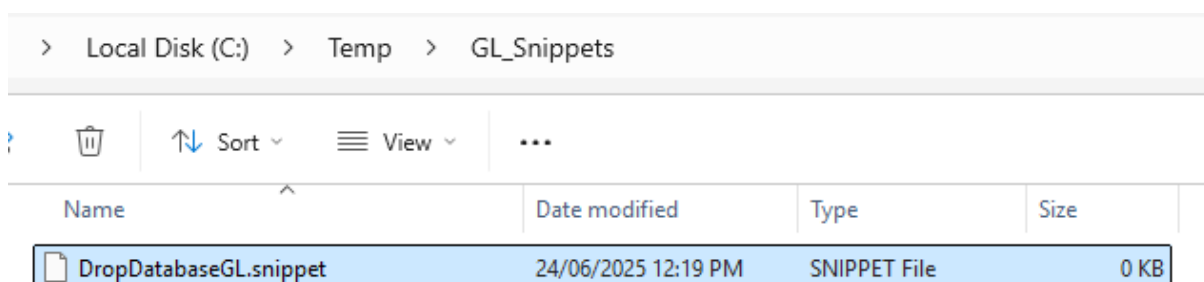 > Local Disk (C:) > Temp > GL_Snippets
Sort View ...
Name Date modified Type Size
DropDatabaseGL.snippet 24/06/2025 12:19 PM SNIPPET File 0 KB